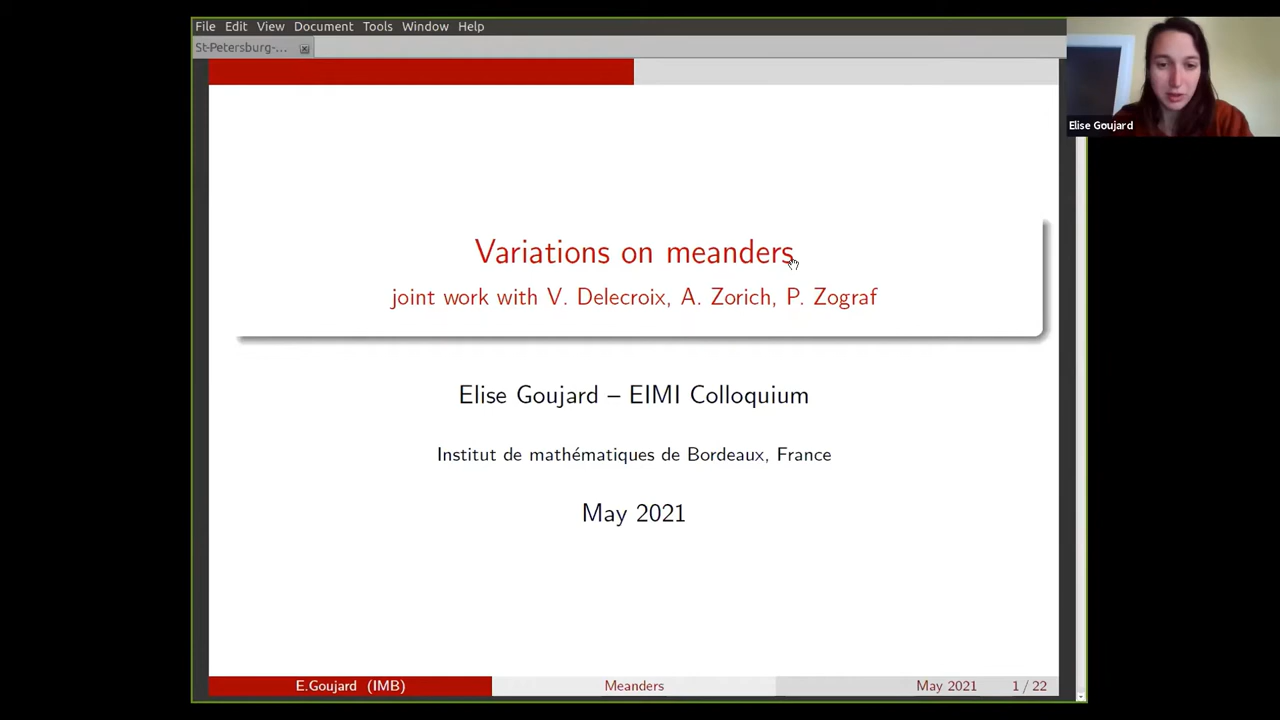 File Edit View Document Tools Window Help
St-Petersburg-...
Elise Goujard
Variations on meanders
joint work with V. Delecroix, A. Zorich, P. Zograf
Elise Goujard – EIMI Colloquium
Institut de mathématiques de Bordeaux, France
May 2021
E.Goujard (IMB) Meanders May 2021 1 / 22